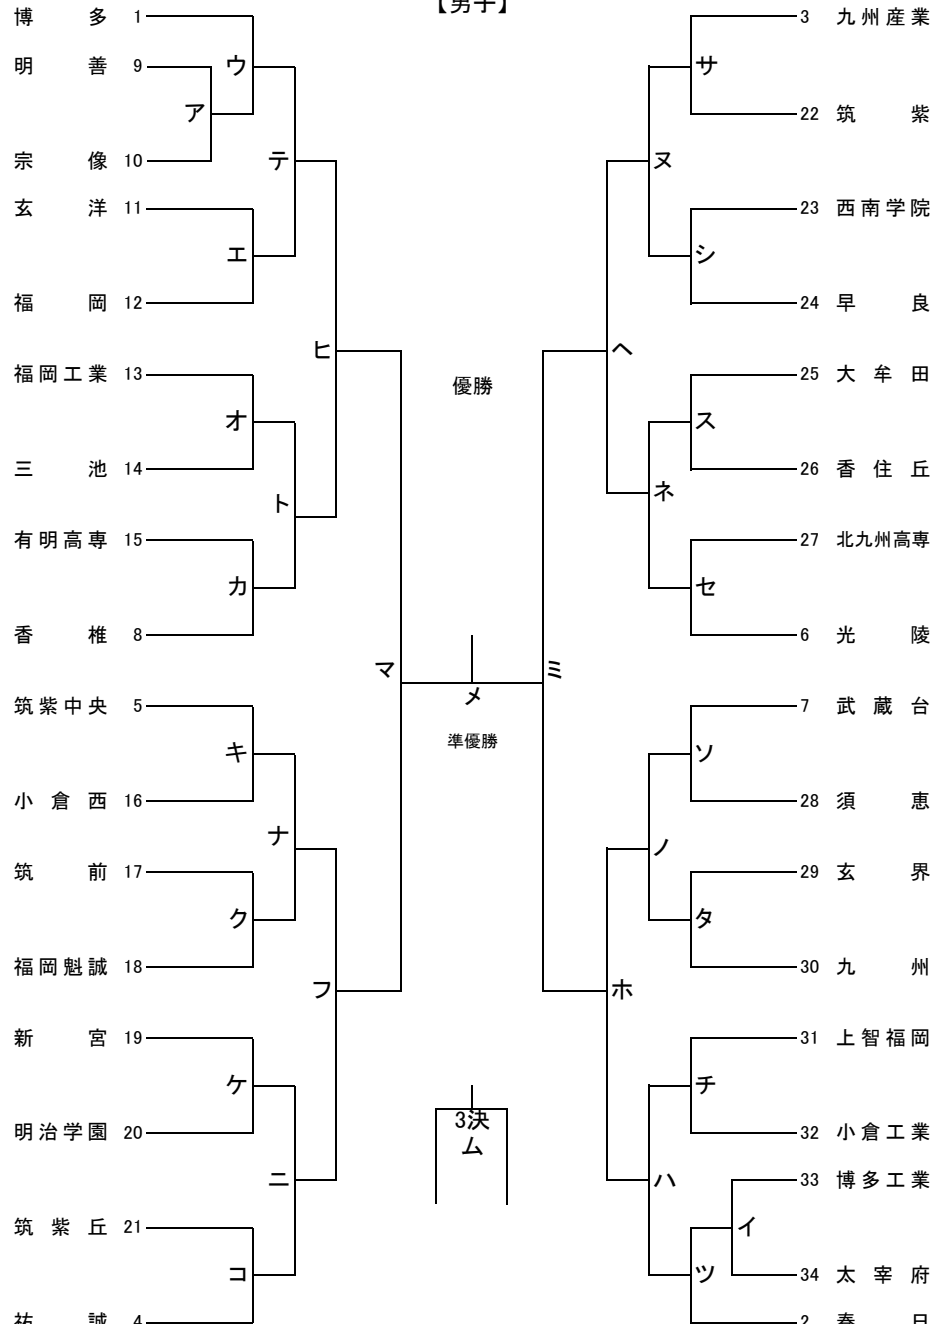 【男子】
博多 1
明善 9
宗像 10
玄洋 11
福岡 12
福岡工業 13
三池 14
有明高専 15
香椎 8
筑紫中央 5
小倉西 16
筑前 17
福岡魁誠 18
新宮 19
明治学園 20
筑紫丘 21
祐誠 4
ア
ウ
エ
オ
カ
キ
ク
ケ
コ
テ
ト
ナ
ニ
ヒ
フ
マ
優勝
メ
準優勝
3決
ム
ミ
ヘ
ホ
ヌ
ネ
ノ
ハ
サ
シ
ス
セ
ソ
タ
チ
ツ
イ
3 九州産業
22 筑紫
23 西南学院
24 早良
25 大牟田
26 香住丘
27 北九州高専
6 光陵
7 武蔵台
28 須恵
29 玄界
30 九州
31 上智福岡
32 小倉工業
33 博多工業
34 太宰府
2 春日